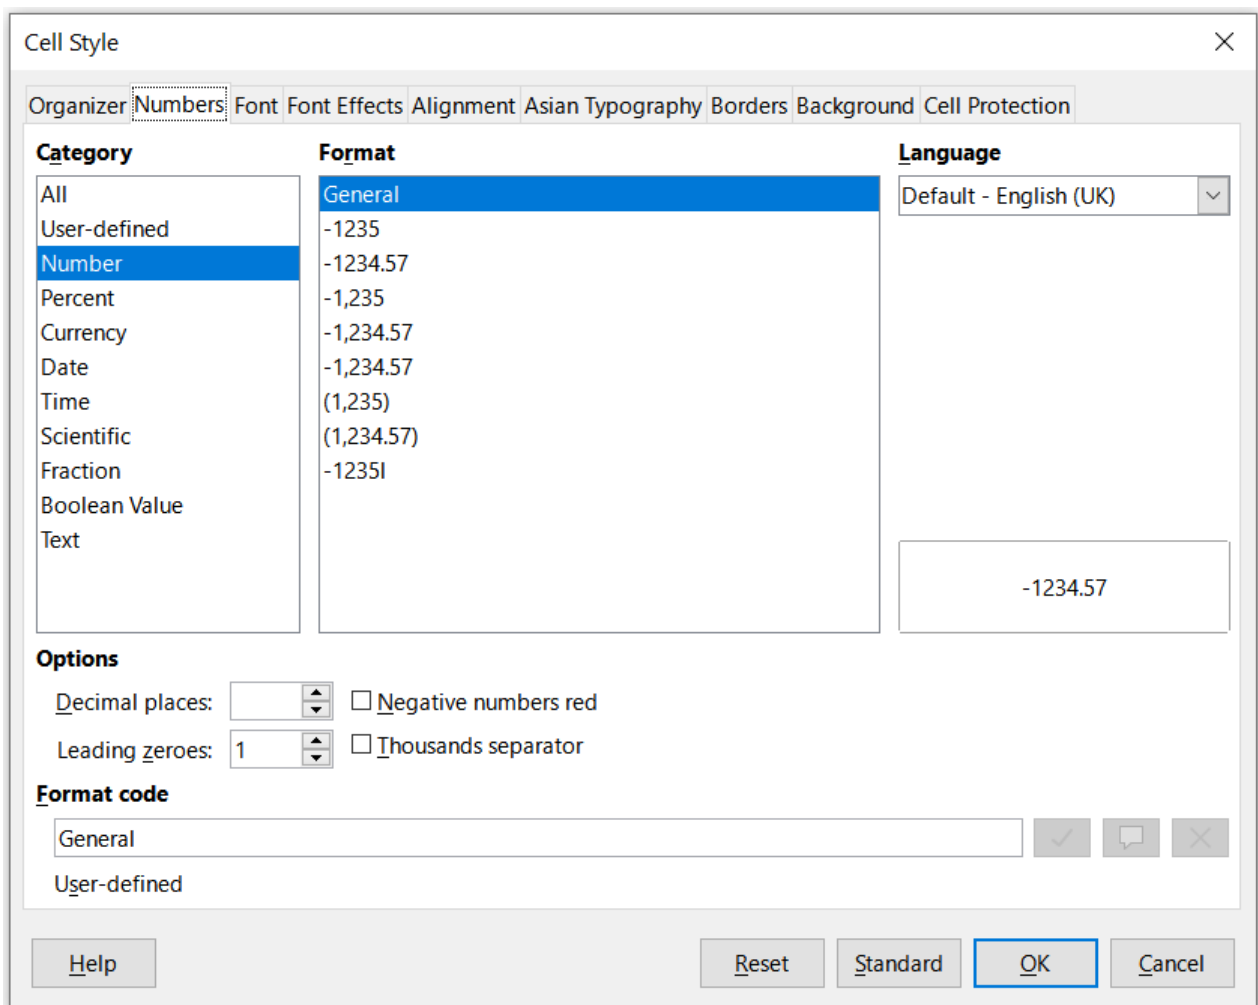 Cell Style
Organizer Numbers Font Font Effects Alignment Asian Typography Borders Background Cell Protection
Category
All
User-defined
Number
Percent
Currency
Date
Time
Scientific
Fraction
Boolean Value
Text
Format
General
-1235
-1234.57
-1,235
-1,234.57
-1,234.57
(1,235)
(1,234.57)
-1235I
Language
Default - English (UK)
-1234.57
Options
Decimal places:
Negative numbers red
Leading zeroes: 1
Thousands separator
Format code
General
User-defined
Help Reset Standard OK Cancel